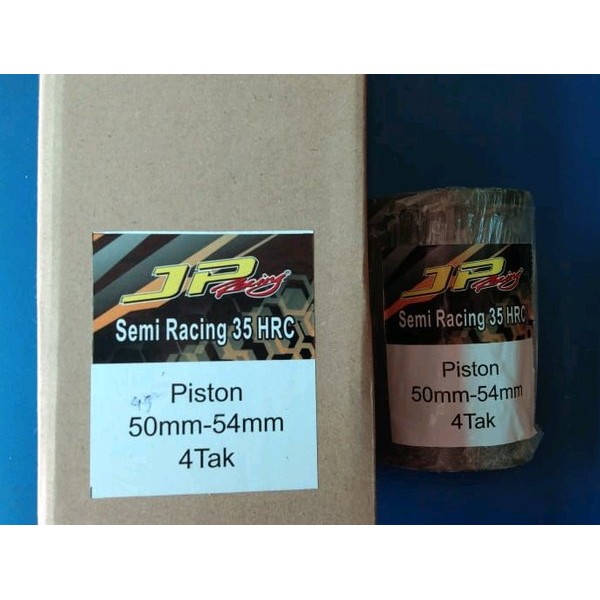 JP Racing
Semi Racing 35 HRC
Piston
50mm-54mm
4Tak
JP Racing
Semi Racing 35 HRC
Piston
50mm-54mm
4Tak